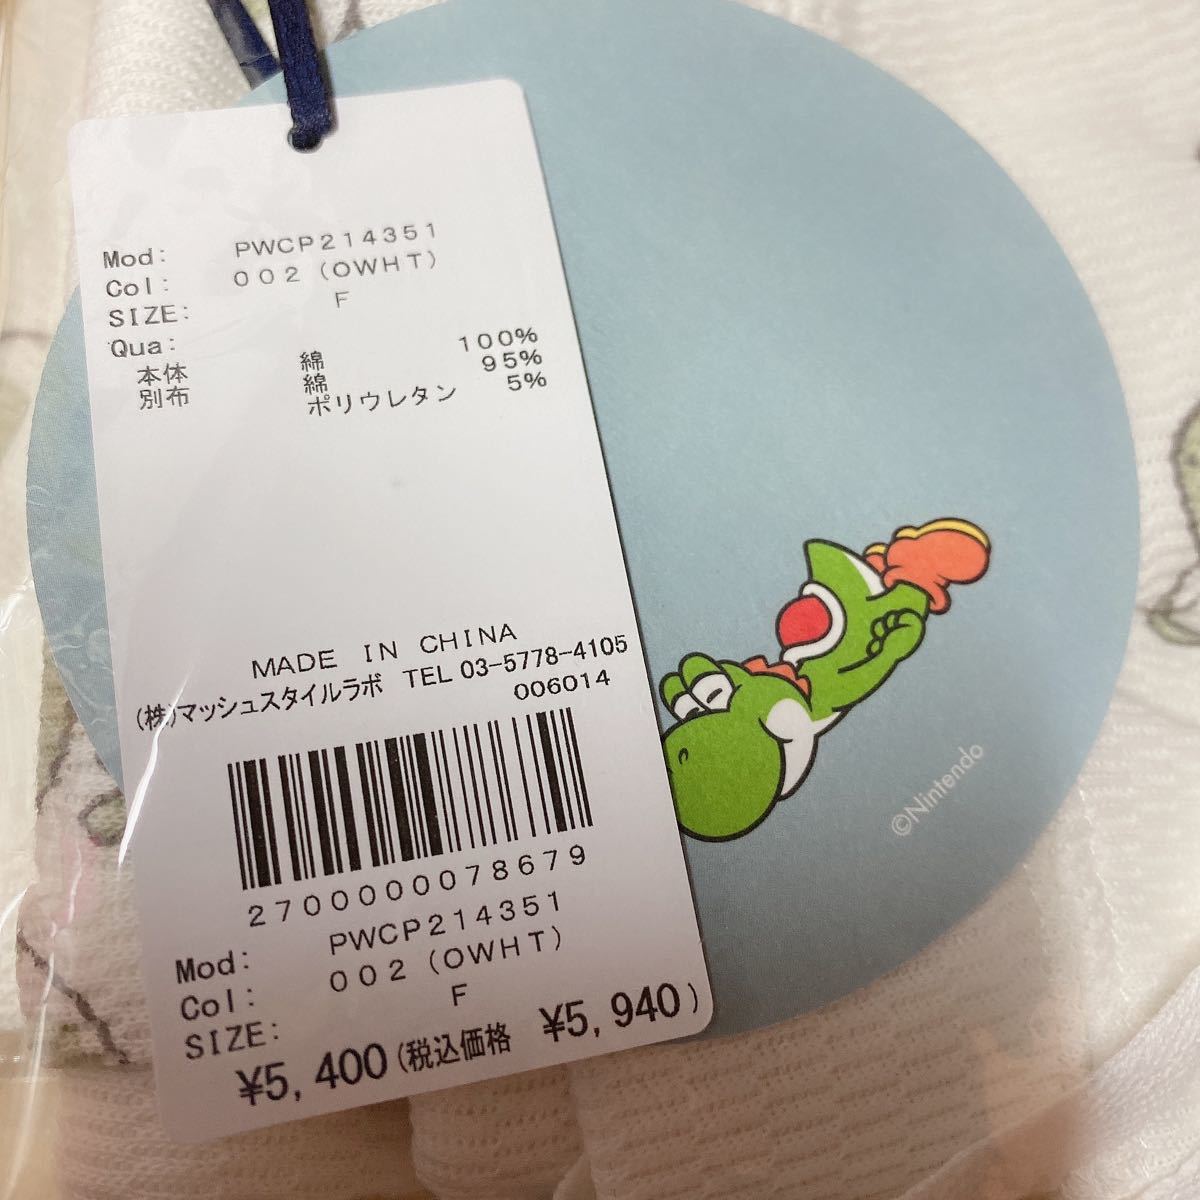 Mod: PWCP214351
Col: 002 (OWHT)
SIZE: F
Qua:
本体 綿 100%
別布 綿 95%
ポリウレタン 5%
MADE IN CHINA
(株)マッシュスタイルラボ TEL 03-5778-4105
006014
2700000078679
Mod: PWCP214351
Col: 002 (OWHT)
SIZE: F
¥5,400(税込価格 ¥5,940)
©Nintendo